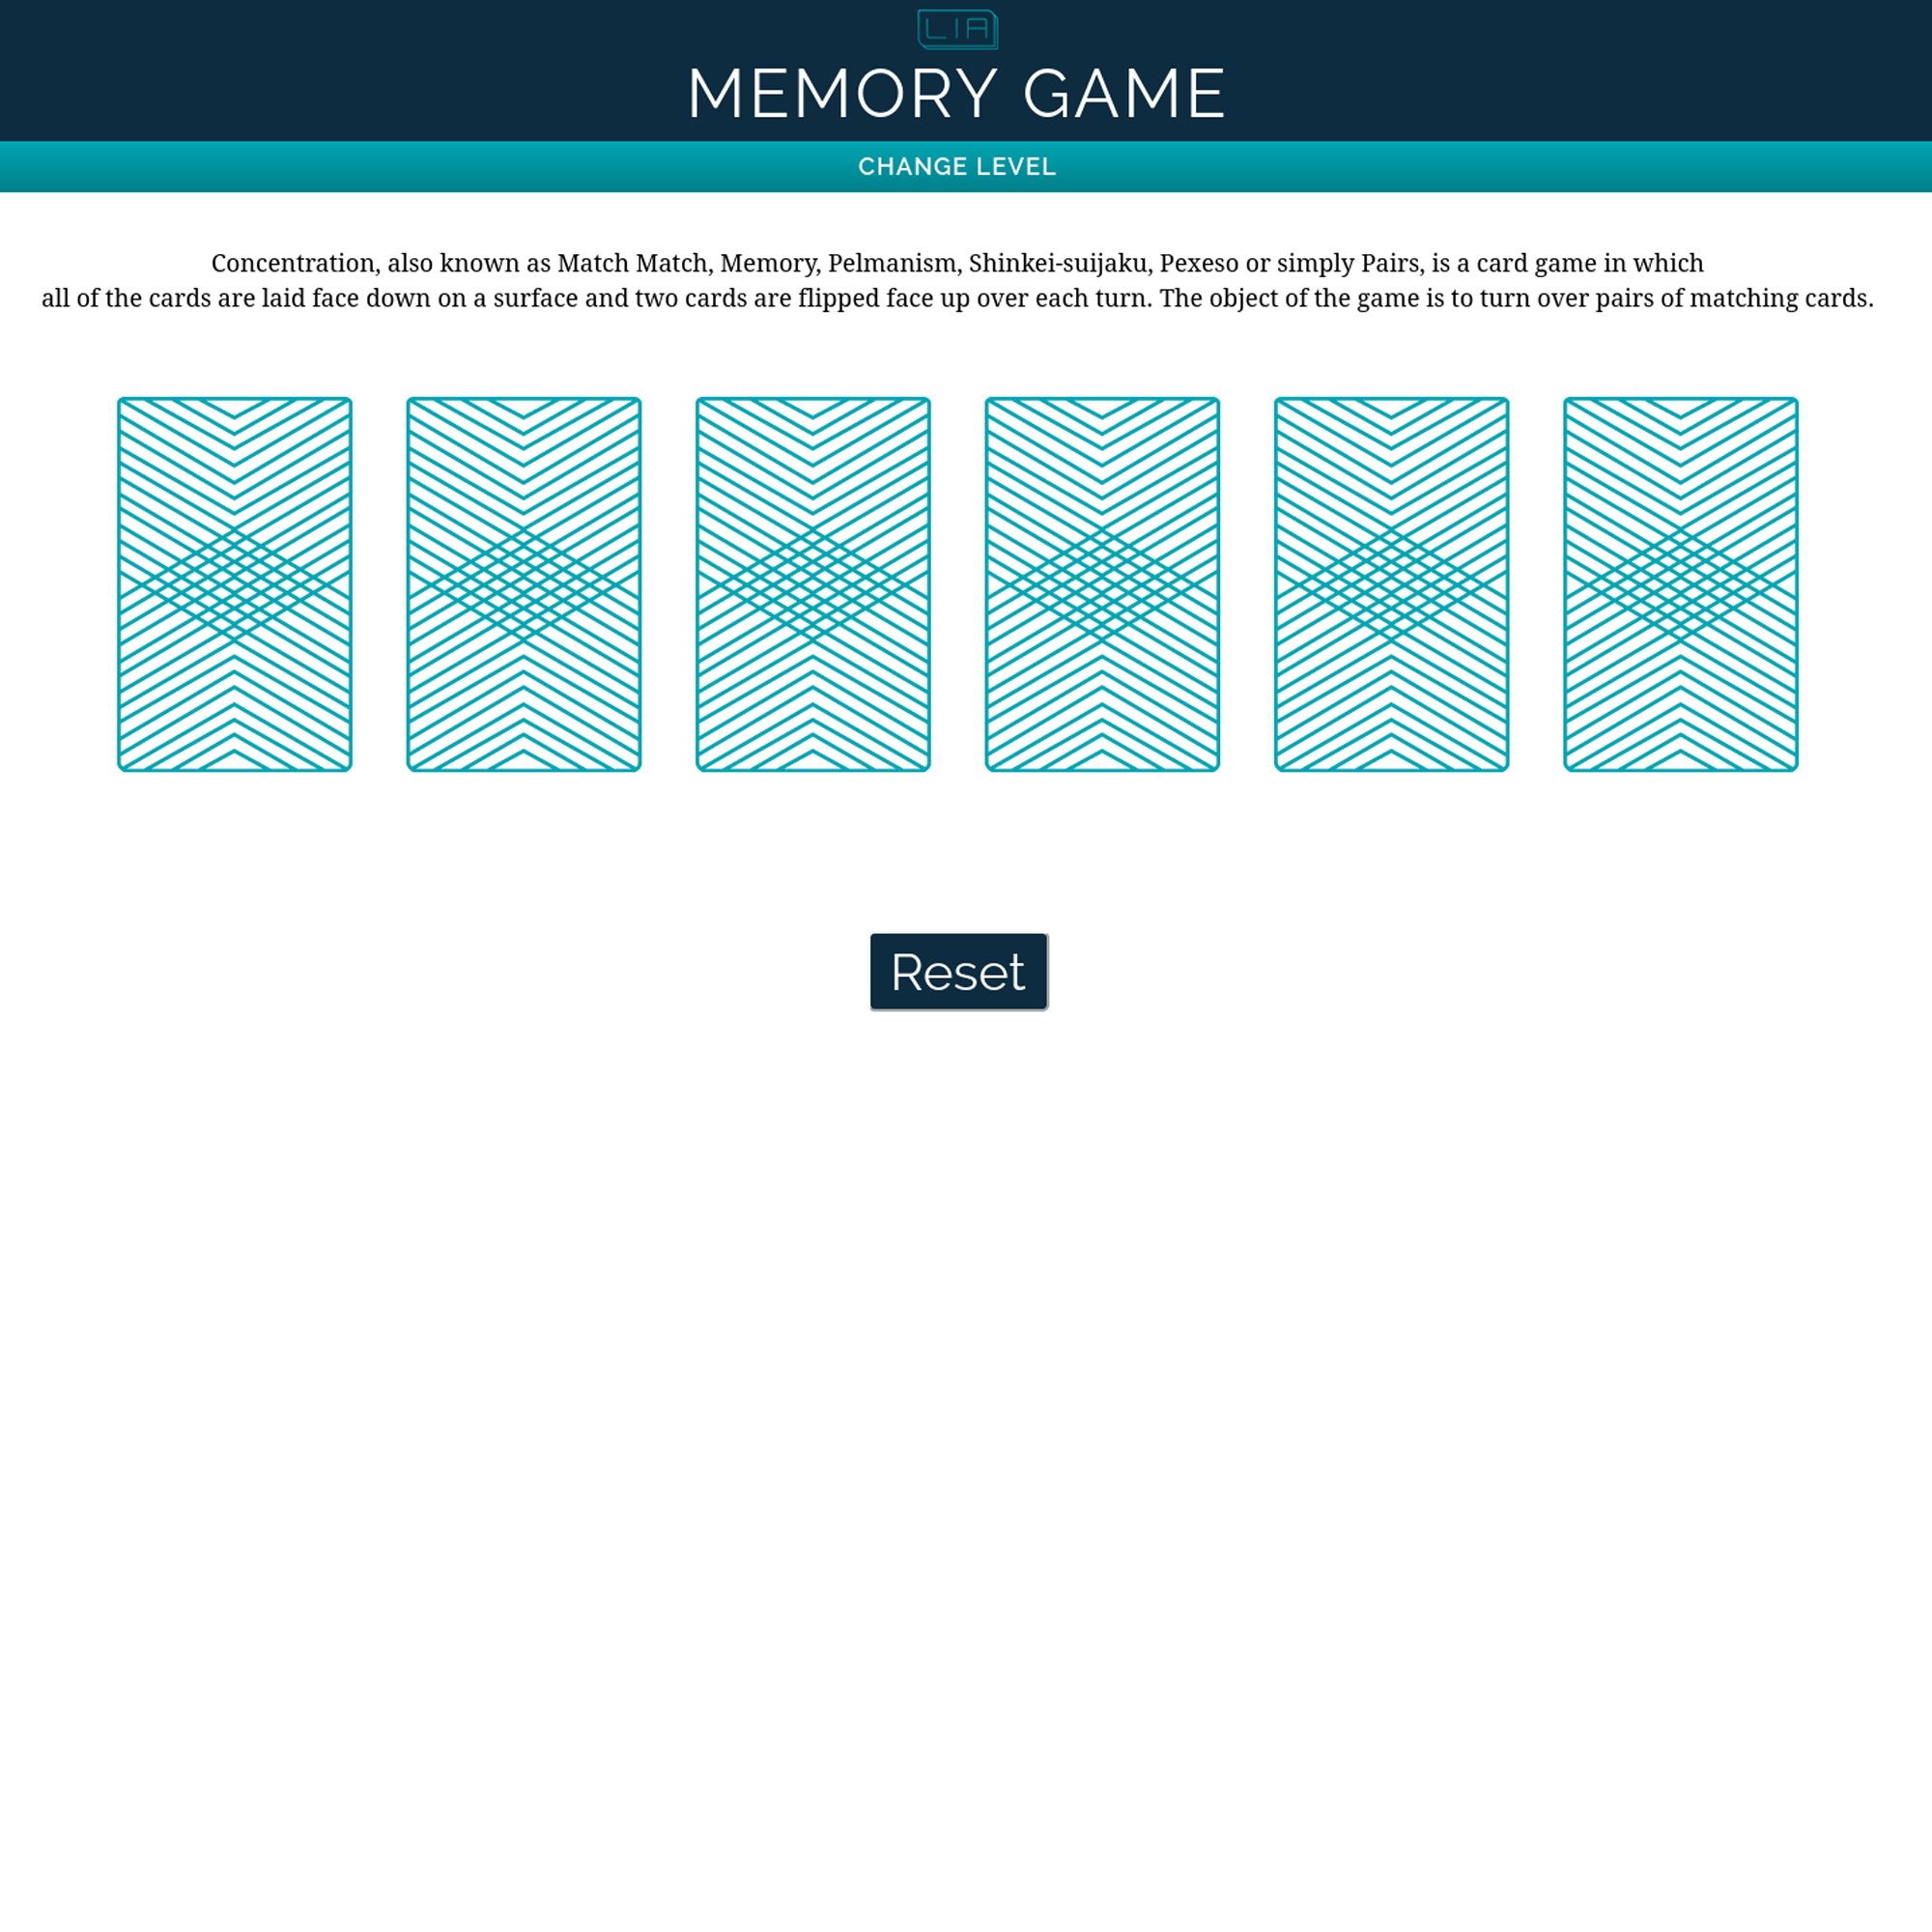 LIA
MEMORY GAME
CHANGE LEVEL
Concentration, also known as Match Match, Memory, Pelmanism, Shinkei-suijaku, Pexeso or simply Pairs, is a card game in which
all of the cards are laid face down on a surface and two cards are flipped face up over each turn. The object of the game is to turn over pairs of matching cards.
Reset